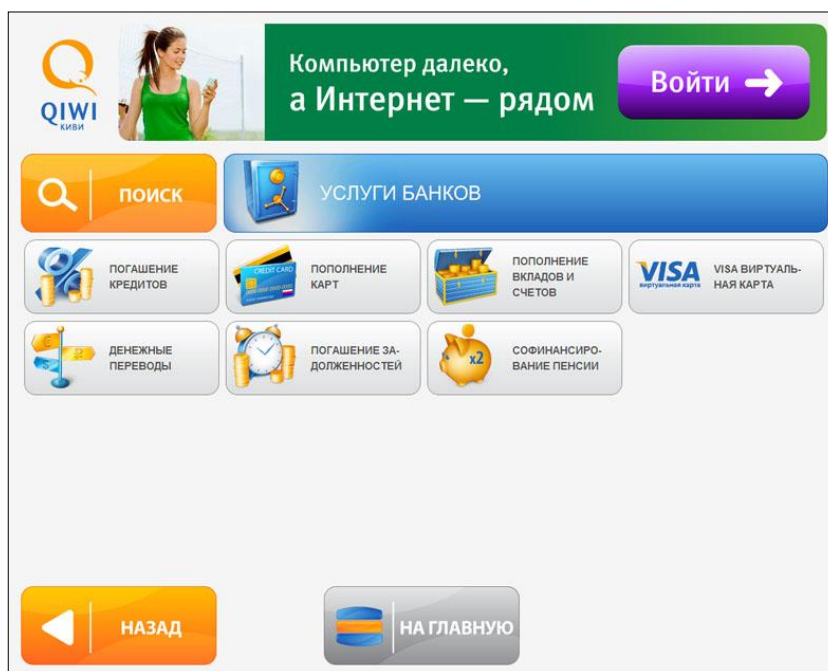 Компьютер далеко,
а Интернет — рядом
Войти
QIWI
КИВИ
ПОИСК
УСЛУГИ БАНКОВ
ПОГАШЕНИЕ
КРЕДИТОВ
CREDIT CARD
ПОПОЛНЕНИЕ
КАРТ
ПОПОЛНЕНИЕ
ВКЛАДОВ И
СЧЕТОВ
VISA
виртуальная карта
VISA ВИРТУАЛЬ-
НАЯ КАРТА
ДЕНЕЖНЫЕ
ПЕРЕВОДЫ
ПОГАШЕНИЕ ЗА-
ДОЛЖЕННОСТЕЙ
x2
СОФИНАНСИРО-
ВАНИЕ ПЕНСИИ
НАЗАД
НА ГЛАВНУЮ